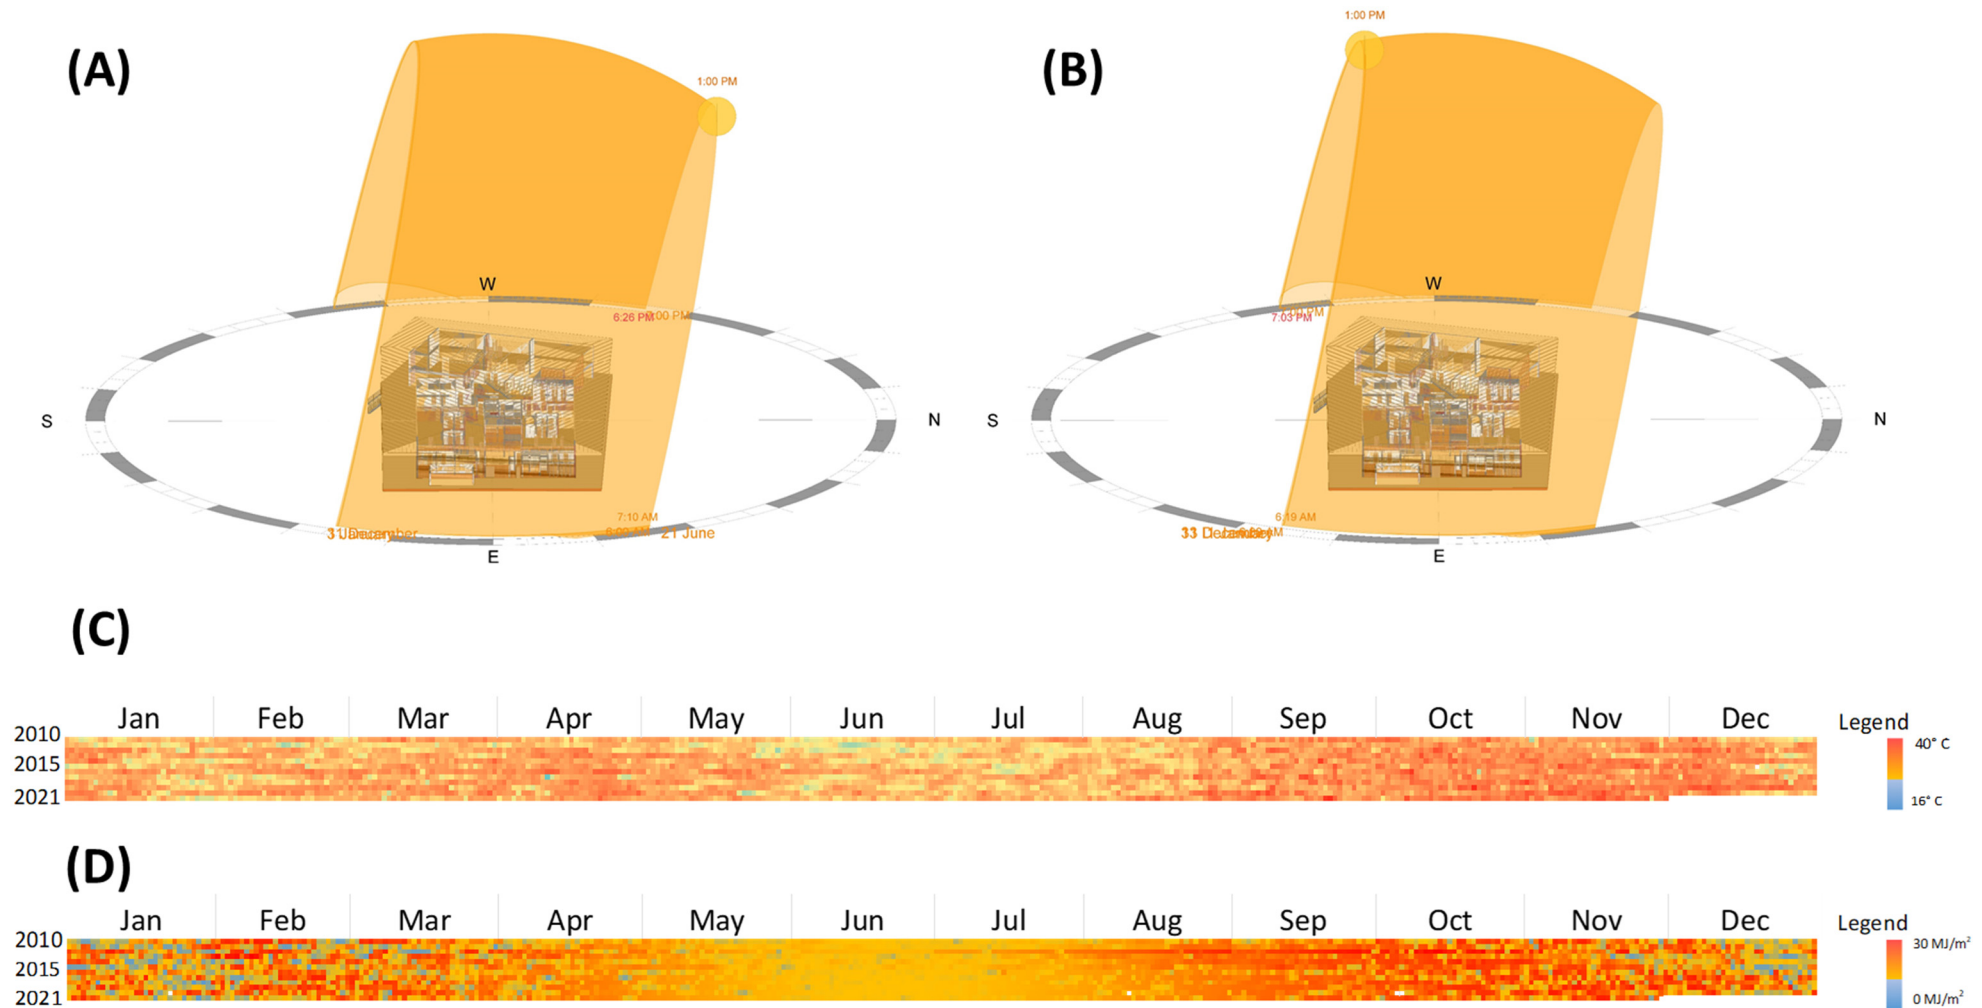 (A)
1:00 PM
W
6:26 PM
S
N
7:10 AM
21 June
E
(B)
1:00 PM
W
7:03 PM
S
N
6:19 AM
E
(C)
Jan Feb Mar Apr May Jun Jul Aug Sep Oct Nov Dec
2010
2015
2021
Legend
40° C
16° C
(D)
Jan Feb Mar Apr May Jun Jul Aug Sep Oct Nov Dec
2010
2015
2021
Legend
30 MJ/m²
0 MJ/m²